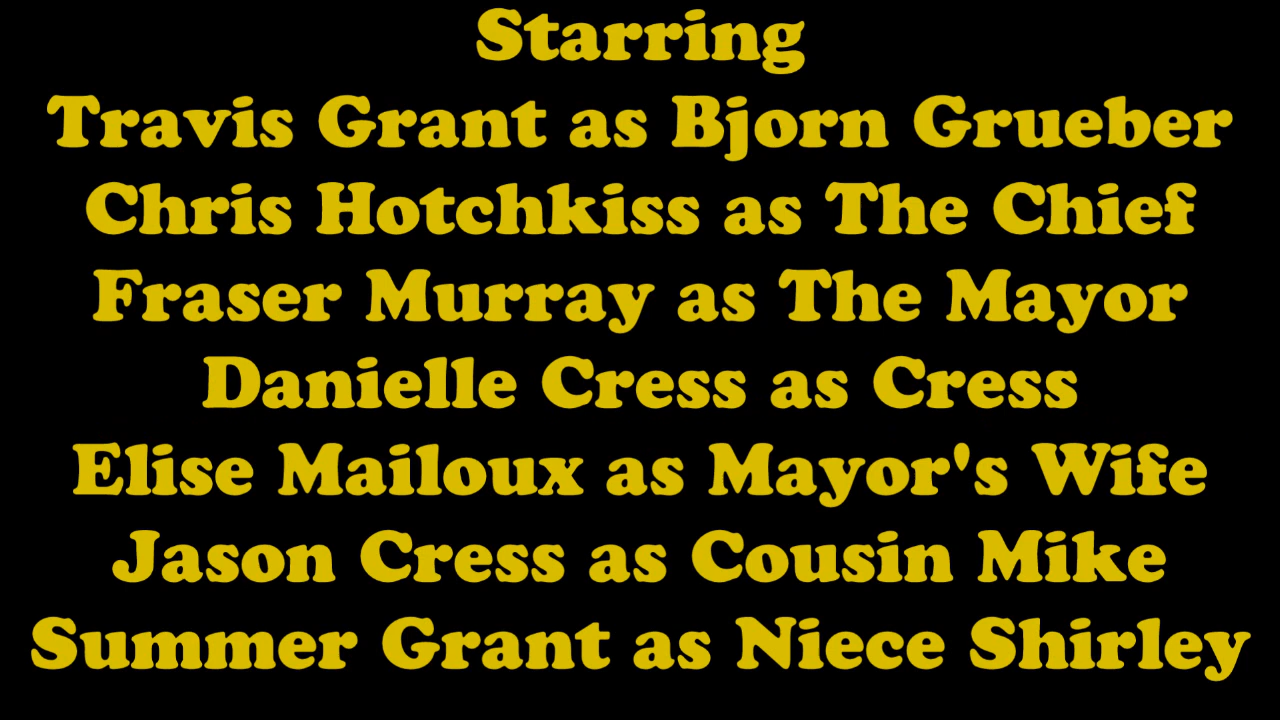 Starring
Travis Grant as Bjorn Grueber
Chris Hotchkiss as The Chief
Fraser Murray as The Mayor
Danielle Cress as Cress
Elise Mailoux as Mayor's Wife
Jason Cress as Cousin Mike
Summer Grant as Niece Shirley